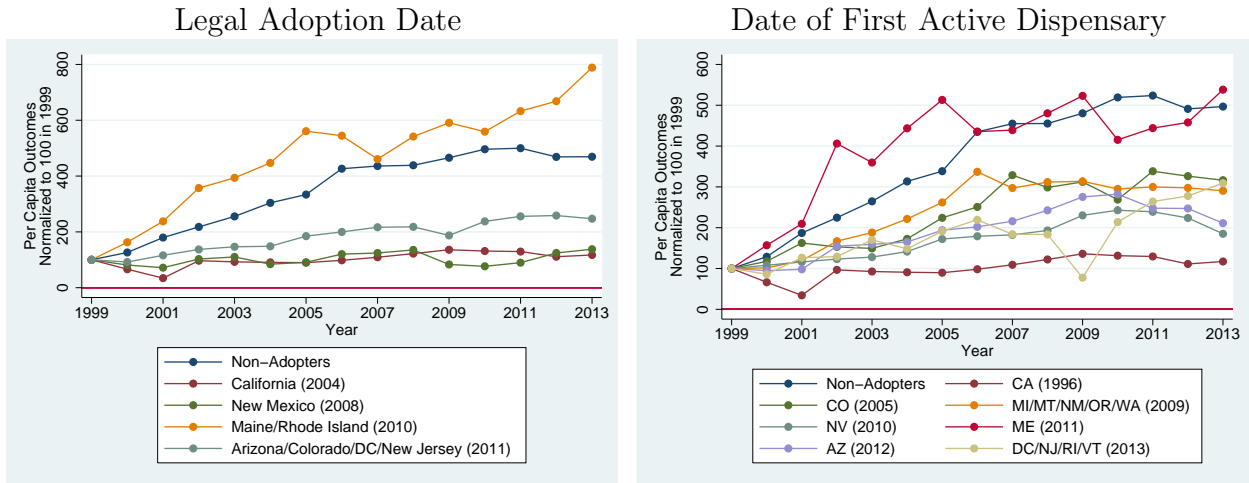 Legal Adoption Date
Per Capita Outcomes
Normalized to 100 in 1999
800
600
400
200
0
1999 2001 2003 2005 2007 2009 2011 2013
Year
Non−Adopters
California (2004)
New Mexico (2008)
Maine/Rhode Island (2010)
Arizona/Colorado/DC/New Jersey (2011)
Date of First Active Dispensary
Per Capita Outcomes
Normalized to 100 in 1999
600
500
400
300
200
100
0
1999 2001 2003 2005 2007 2009 2011 2013
Year
Non−Adopters CA (1996)
CO (2005) MI/MT/NM/OR/WA (2009)
NV (2010) ME (2011)
AZ (2012) DC/NJ/RI/VT (2013)